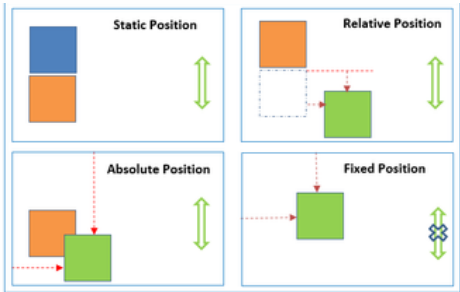 Static Position
Relative Position
Absolute Position
Fixed Position